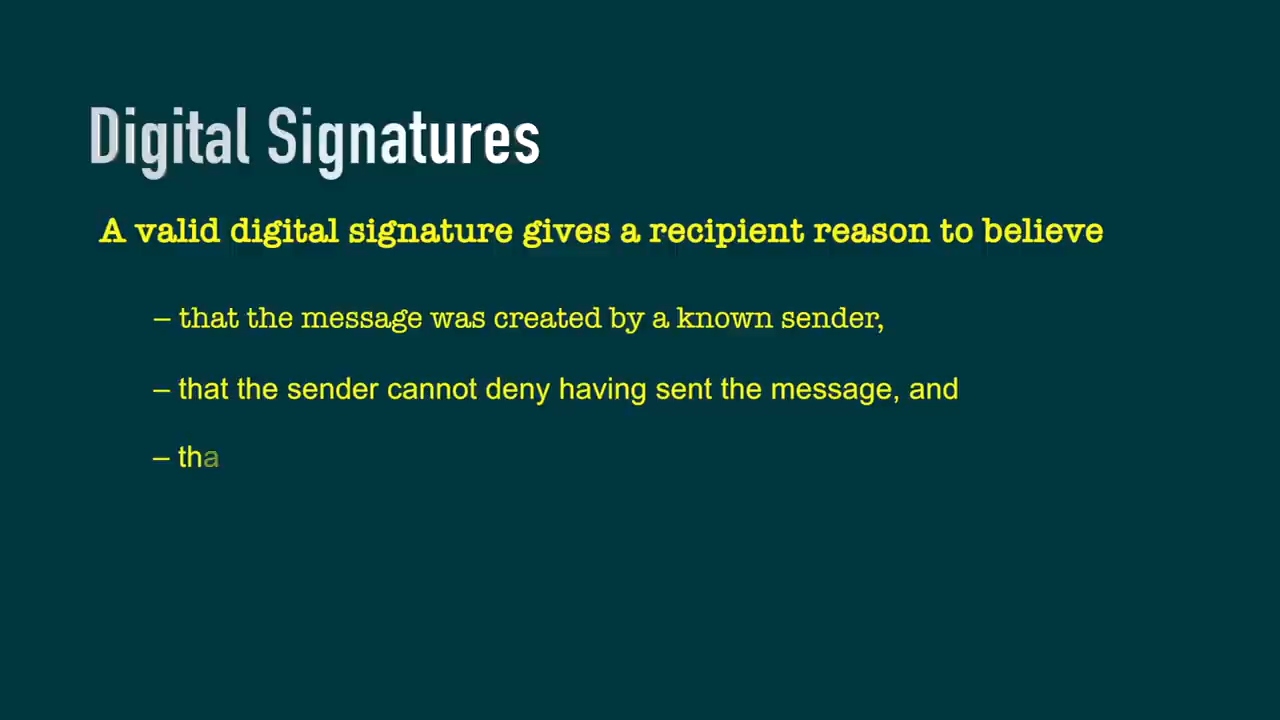 Digital Signatures
A valid digital signature gives a recipient reason to believe
– that the message was created by a known sender,
– that the sender cannot deny having sent the message, and
– tha